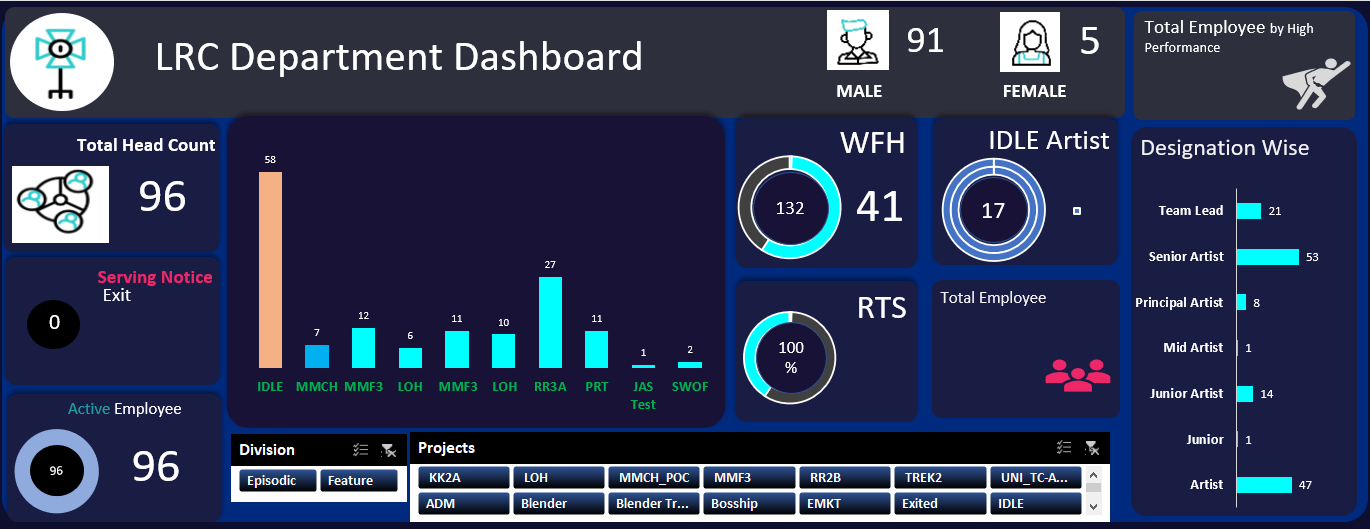 LRC Department Dashboard
91
MALE
5
FEMALE
Total Employee by High
Performance
Total Head Count
96
Serving Notice
Exit
0
Active Employee
96
96
58
7
12
6
11
10
27
11
1
2
IDLE
MMCH
MMF3
LOH
MMF3
LOH
RR3A
PRT
JAS
Test
SWOF
WFH
132
41
IDLE Artist
17
RTS
100
%
Total Employee
Designation Wise
Team Lead 21
Senior Artist 53
Principal Artist 8
Mid Artist 1
Junior Artist 14
Junior 1
Artist 47
Division
Episodic
Feature
Projects
KK2A
LOH
MMCH_POC
MMF3
RR2B
TREK2
UNI_TC-A...
ADM
Blender
Blender Tr...
Bosship
EMKT
Exited
IDLE